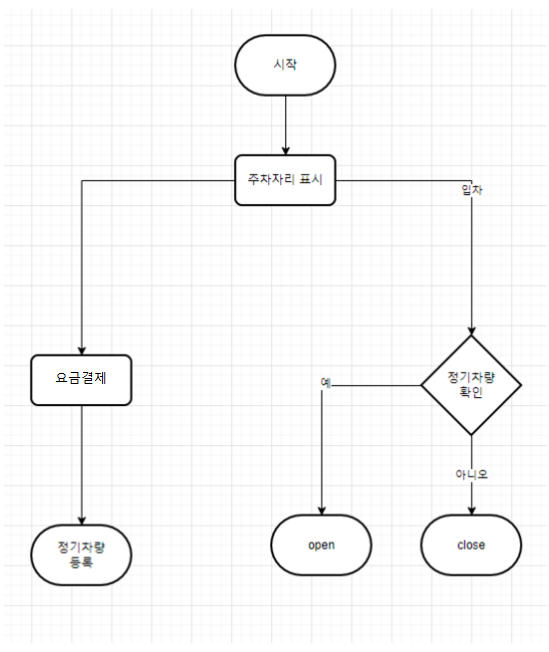 시작
주차자리 표시
입차
요금결제
정기차량
확인
예
아니오
정기차량
등록
open
close